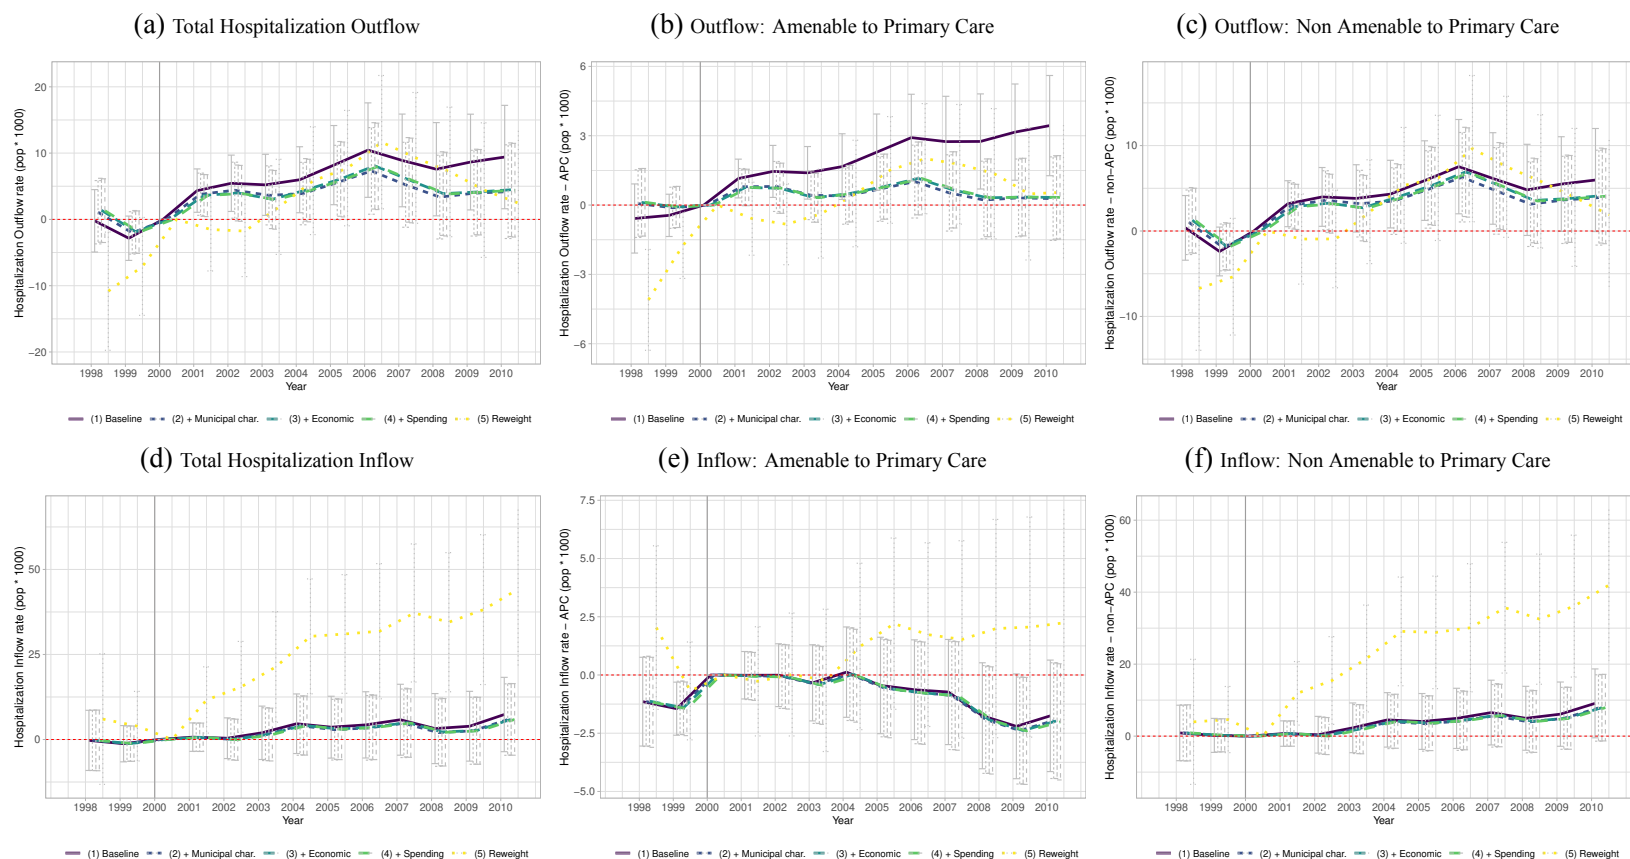 (a) Total Hospitalization Outflow
Hospitalization Outflow rate (pop * 1000)
20
10
0
−10
−20
1998 1999 2000 2001 2002 2003 2004 2005 2006 2007 2008 2009 2010
Year
(1) Baseline (2) + Municipal char. (3) + Economic (4) + Spending (5) Reweight
(b) Outflow: Amenable to Primary Care
Hospitalization Outflow rate − APC (pop * 1000)
6
3
0
−3
−6
1998 1999 2000 2001 2002 2003 2004 2005 2006 2007 2008 2009 2010
Year
(1) Baseline (2) + Municipal char. (3) + Economic (4) + Spending (5) Reweight
(c) Outflow: Non Amenable to Primary Care
Hospitalization Outflow rate − non−APC (pop * 1000)
10
0
−10
1998 1999 2000 2001 2002 2003 2004 2005 2006 2007 2008 2009 2010
Year
(1) Baseline (2) + Municipal char. (3) + Economic (4) + Spending (5) Reweight
(d) Total Hospitalization Inflow
Hospitalization Inflow rate (pop * 1000)
50
25
0
1998 1999 2000 2001 2002 2003 2004 2005 2006 2007 2008 2009 2010
Year
(1) Baseline (2) + Municipal char. (3) + Economic (4) + Spending (5) Reweight
(e) Inflow: Amenable to Primary Care
Hospitalization Inflow rate − APC (pop * 1000)
7.5
5.0
2.5
0.0
−2.5
−5.0
1998 1999 2000 2001 2002 2003 2004 2005 2006 2007 2008 2009 2010
Year
(1) Baseline (2) + Municipal char. (3) + Economic (4) + Spending (5) Reweight
(f) Inflow: Non Amenable to Primary Care
Hospitalization Inflow rate − non−APC (pop * 1000)
60
40
20
0
1998 1999 2000 2001 2002 2003 2004 2005 2006 2007 2008 2009 2010
Year
(1) Baseline (2) + Municipal char. (3) + Economic (4) + Spending (5) Reweight